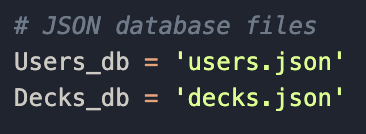 # JSON database files
Users_db = 'users.json'
Decks_db = 'decks.json'